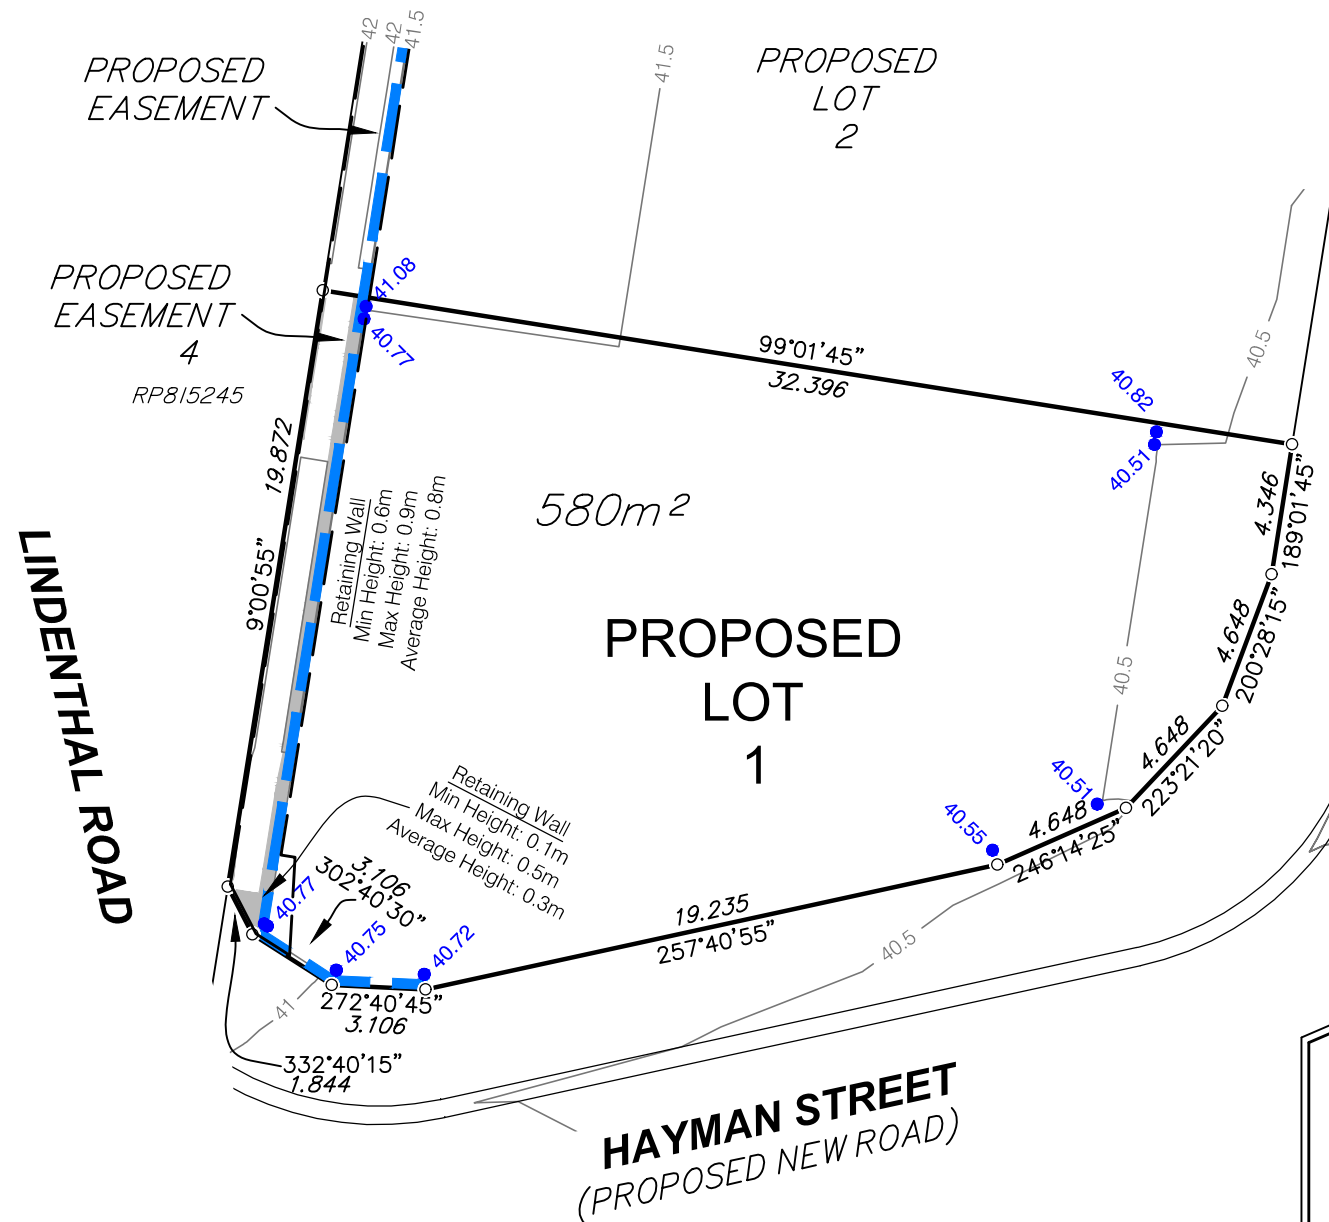 42
42
41.5
41.5
PROPOSED
EASEMENT
PROPOSED
LOT
2
PROPOSED
EASEMENT
4
RP815245
41.08
40.77
99°01'45"
32.396
40.82
40.51
40.5
19.872
9°00'55"
Retaining Wall
Min Height: 0.6m
Max Height: 0.9m
Average Height: 0.8m
580m²
4.346
189°01'45"
LINDENTHAL ROAD
PROPOSED
LOT
1
40.5
4.648
200°28'15"
4.648
223°21'20"
Retaining Wall
Min Height: 0.1m
Max Height: 0.5m
Average Height: 0.3m
40.51
40.55
4.648
246°14'25"
3.106
302°40'30"
40.77
40.75
40.72
19.235
257°40'55"
40.5
41
272°40'45"
3.106
332°40'15"
1.844
HAYMAN STREET
(PROPOSED NEW ROAD)